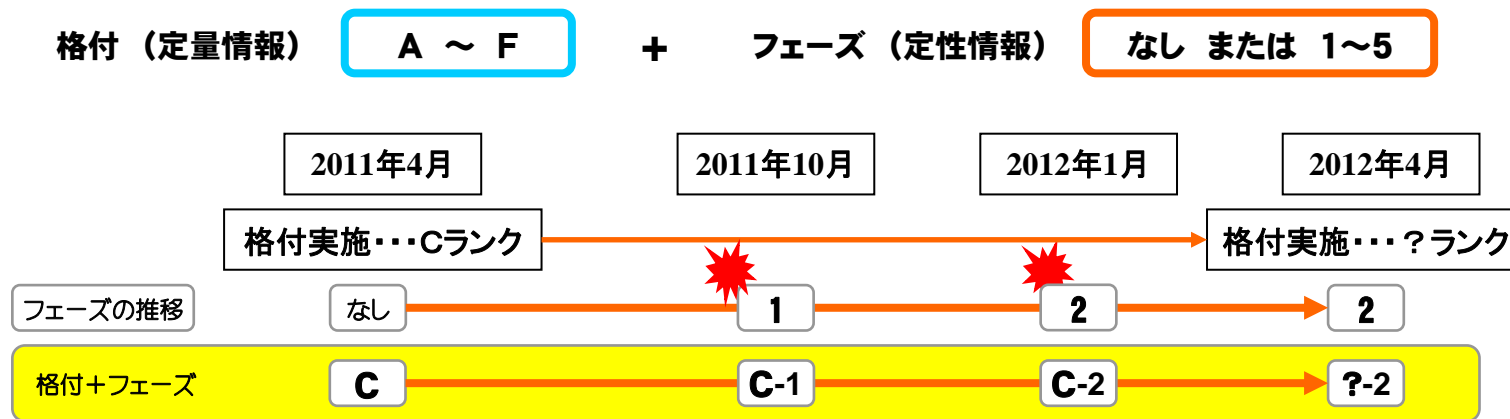 格付 （定量情報） A ～ F + フェーズ （定性情報） なし または 1～5
2011年4月 2011年10月 2012年1月 2012年4月
格付実施･･･Cランク 格付実施･･･？ランク
フェーズの推移 なし 1 2 2
格付＋フェーズ C C-1 C-2 ?-2